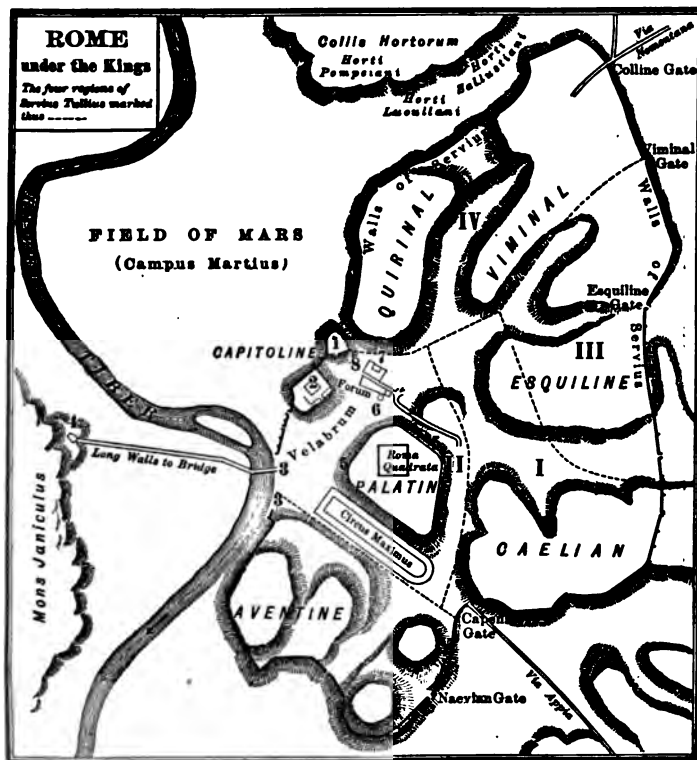 ROME
under the Kings
The four regions of
Servius Tullius marked
thus -----
Collis Hortorum
Horti
Pompeiani
Horti
Sallustiani
Horti
Lucullani
Via
Nomentana
Colline Gate
Viminal
Gate
Walls of Servius
Walls of Servius
QUIRINAL
IV
VIMINAL
FIELD OF MARS
(Campus Martius)
Esquiline
Gate
III
ESQUILINE
CAPITOLINE
1
2
8
7
Forum
6
TIBER
Velabrum
4
Long Walls to Bridge
3
3
Roma
Quadrata
PALATIN
II
I
Circus Maximus
CAELIAN
Mons Janiculus
AVENTINE
Gate
Naevian Gate
Via Appia